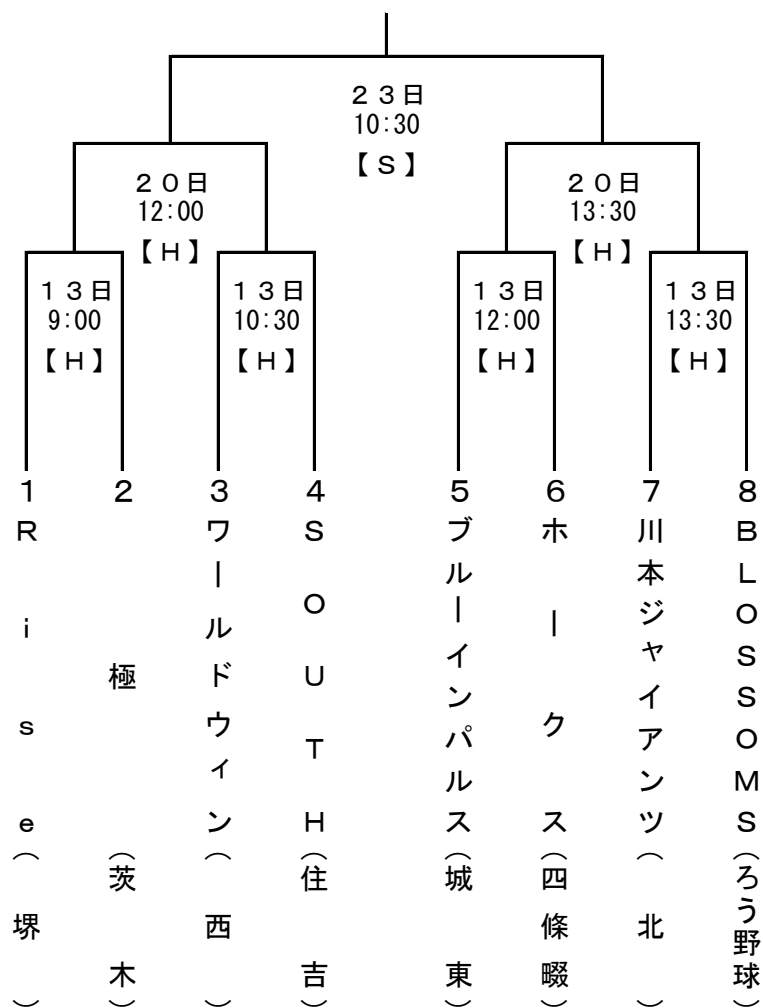 ２３日
10:30
【Ｓ】
２０日
12:00
【Ｈ】
２０日
13:30
【Ｈ】
１３日
9:00
【Ｈ】
１３日
10:30
【Ｈ】
１３日
12:00
【Ｈ】
１３日
13:30
【Ｈ】
１
Ｒｉｓｅ（堺）
２
極（茨木）
３
ワールドウィン（西）
４
ＳＯＵＴＨ（住吉）
５
ブルーインパルス（城東）
６
ホークス（四條畷）
７
川本ジャイアンツ（北）
８
ＢＬＯＳＳＯＭＳ（ろう野球）